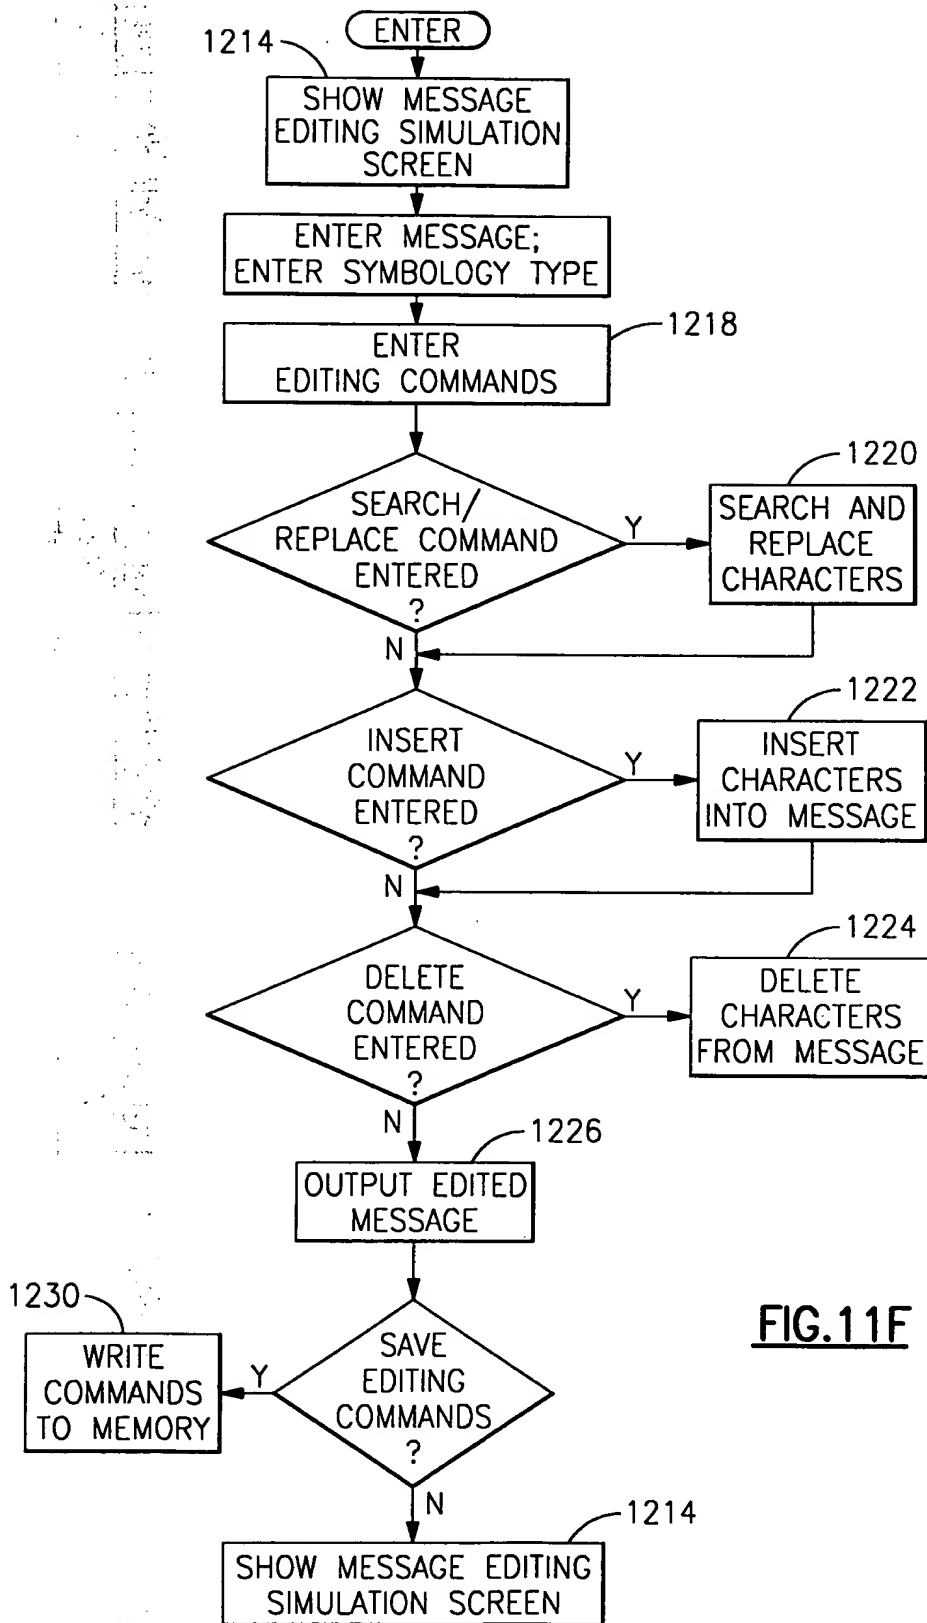 ENTER
1214
SHOW MESSAGE
EDITING SIMULATION
SCREEN
ENTER MESSAGE;
ENTER SYMBOLOGY TYPE
1218
ENTER
EDITING COMMANDS
SEARCH/
REPLACE COMMAND
ENTERED
?
Y
1220
SEARCH AND
REPLACE
CHARACTERS
N
INSERT
COMMAND
ENTERED
?
Y
1222
INSERT
CHARACTERS
INTO MESSAGE
N
DELETE
COMMAND
ENTERED
?
Y
1224
DELETE
CHARACTERS
FROM MESSAGE
N
1226
OUTPUT EDITED
MESSAGE
SAVE
EDITING
COMMANDS
?
Y
1230
WRITE
COMMANDS
TO MEMORY
N
1214
SHOW MESSAGE EDITING
SIMULATION SCREEN
FIG.11F